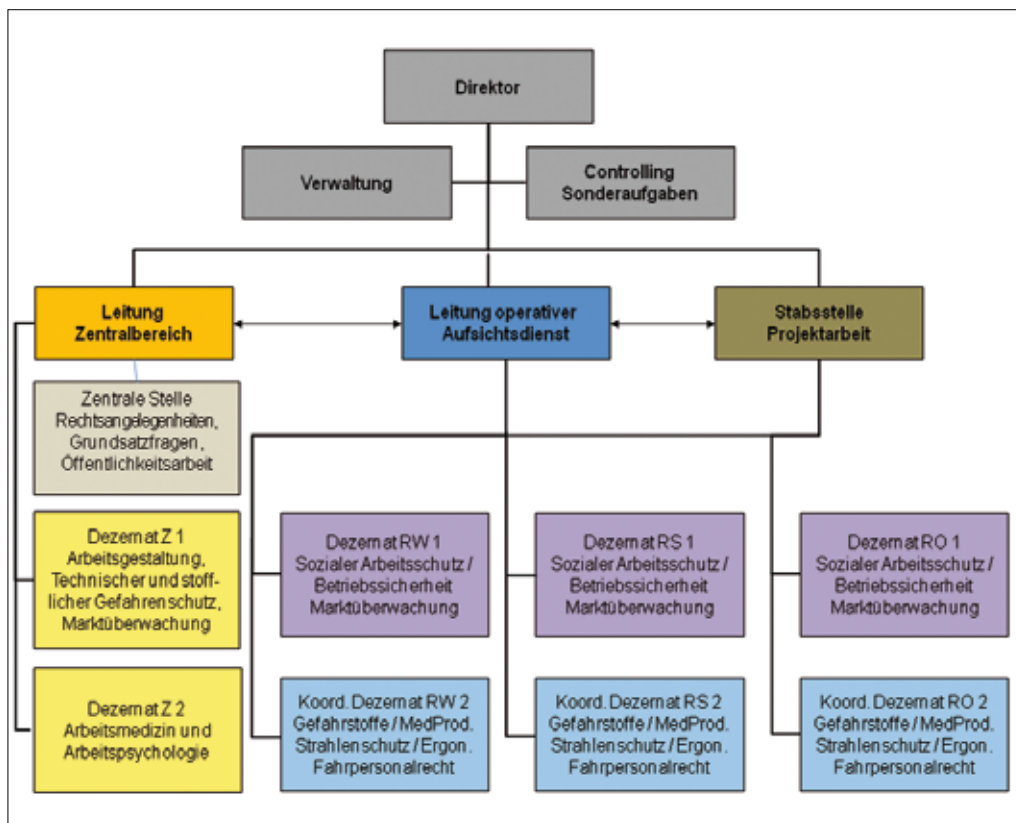 Direktor
Verwaltung
Controlling
Sonderaufgaben
Leitung
Zentralbereich
Leitung operativer
Aufsichtsdienst
Stabsstelle
Projektarbeit
Zentrale Stelle
Rechtsangelegenheiten,
Grundsatzfragen,
Öffentlichkeitsarbeit
Dezernat Z 1
Arbeitsgestaltung,
Technischer und stoff-
licher Gefahrenschutz,
Marktüberwachung
Dezernat RW 1
Sozialer Arbeitsschutz /
Betriebssicherheit
Marktüberwachung
Dezernat RS 1
Sozialer Arbeitsschutz /
Betriebssicherheit
Marktüberwachung
Dezernat RO 1
Sozialer Arbeitsschutz /
Betriebssicherheit
Marktüberwachung
Dezernat Z 2
Arbeitsmedizin und
Arbeitspsychologie
Koord. Dezernat RW 2
Gefahrstoffe / MedProd.
Strahlenschutz / Ergon.
Fahrpersonalrecht
Koord. Dezernat RS 2
Gefahrstoffe / MedProd.
Strahlenschutz / Ergon.
Fahrpersonalrecht
Koord. Dezernat RO 2
Gefahrstoffe / MedProd.
Strahlenschutz / Ergon.
Fahrpersonalrecht